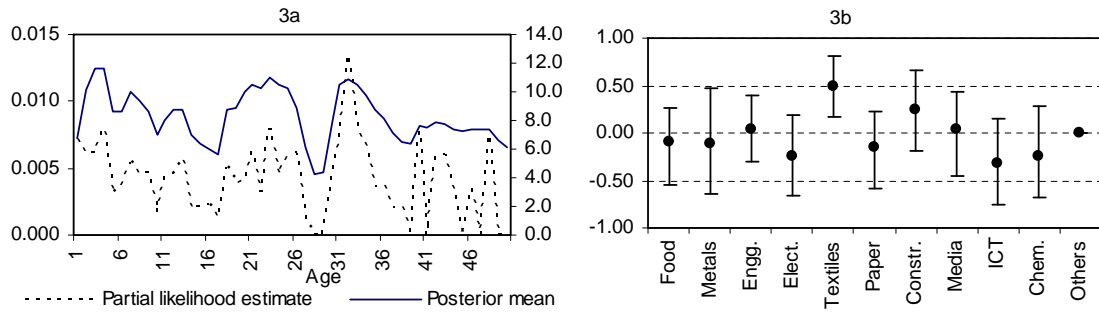 3a
0.015
0.010
0.005
0.000
14.0
12.0
10.0
8.0
6.0
4.0
2.0
0.0
1
6
11
16
21
26
31
36
41
46
Age
Partial likelihood estimate
Posterior mean
3b
1.00
0.50
0.00
-0.50
-1.00
Food
Metals
Engg.
Elect.
Textiles
Paper
Constr.
Media
ICT
Chem.
Others